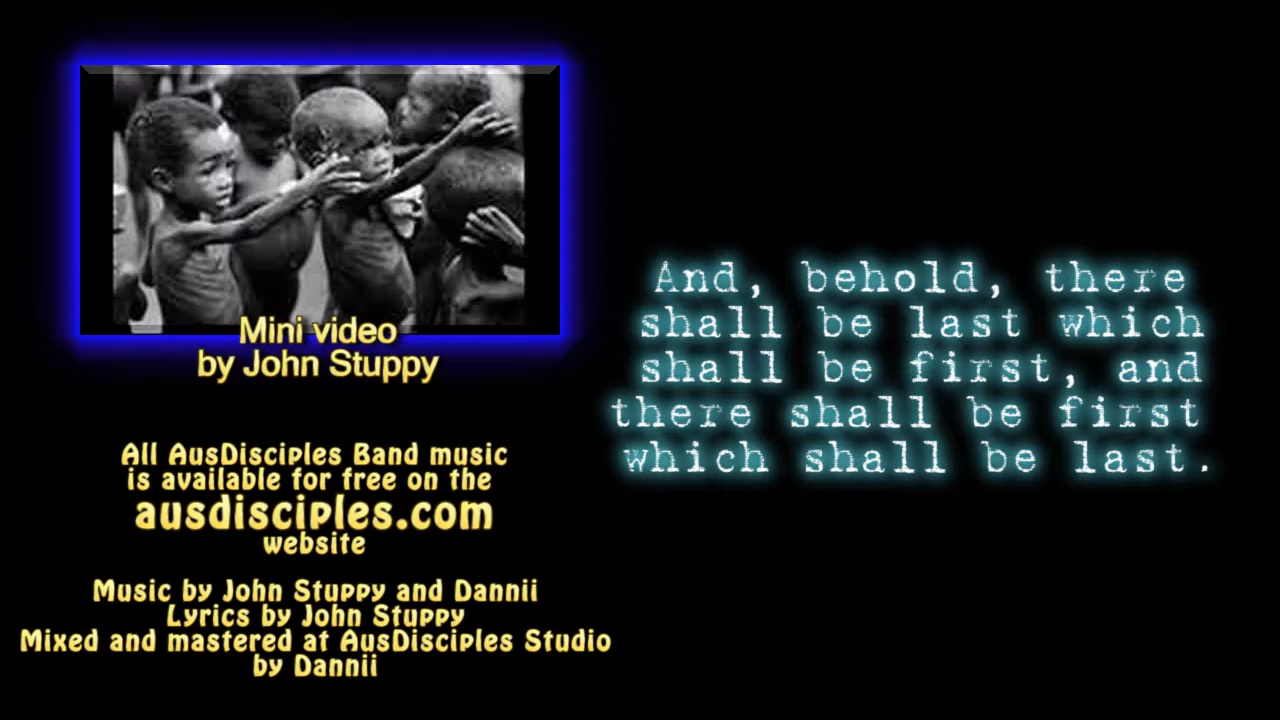 Mini video
by John Stuppy
All AusDisciples Band music
is available for free on the
ausdisciples.com
website
Music by John Stuppy and Dannii
Lyrics by John Stuppy
Mixed and mastered at AusDisciples Studio
by Dannii
And, behold, there
shall be last which
shall be first, and
there shall be first
which shall be last.